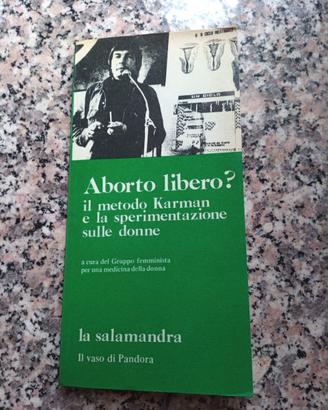 Aborto libero?
il metodo Karman
e la sperimentazione
sulle donne
a cura del Gruppo femminista
per una medicina della donna
la salamandra
Il vaso di Pandora